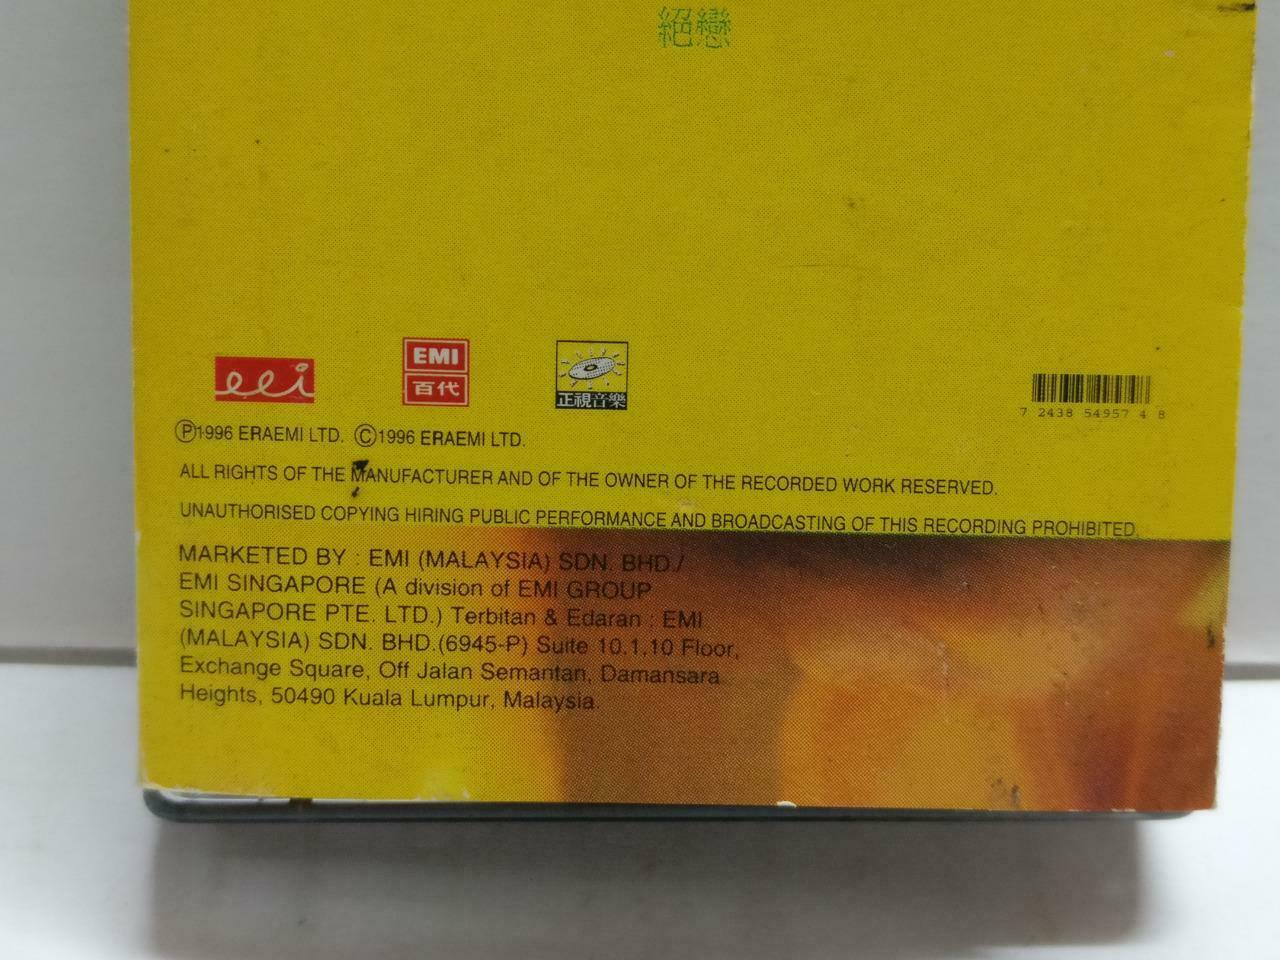 絕戀
eei
EMI
百代
正視音樂
7 2438 54957 4 8
Ⓟ1996 ERAEMI LTD. Ⓒ1996 ERAEMI LTD.
ALL RIGHTS OF THE MANUFACTURER AND OF THE OWNER OF THE RECORDED WORK RESERVED.
UNAUTHORISED COPYING HIRING PUBLIC PERFORMANCE AND BROADCASTING OF THIS RECORDING PROHIBITED.
MARKETED BY : EMI (MALAYSIA) SDN. BHD./
EMI SINGAPORE (A division of EMI GROUP
SINGAPORE PTE. LTD.) Terbitan & Edaran : EMI
(MALAYSIA) SDN. BHD.(6945-P) Suite 10.1,10 Floor,
Exchange Square, Off Jalan Semantan, Damansara
Heights, 50490 Kuala Lumpur, Malaysia.